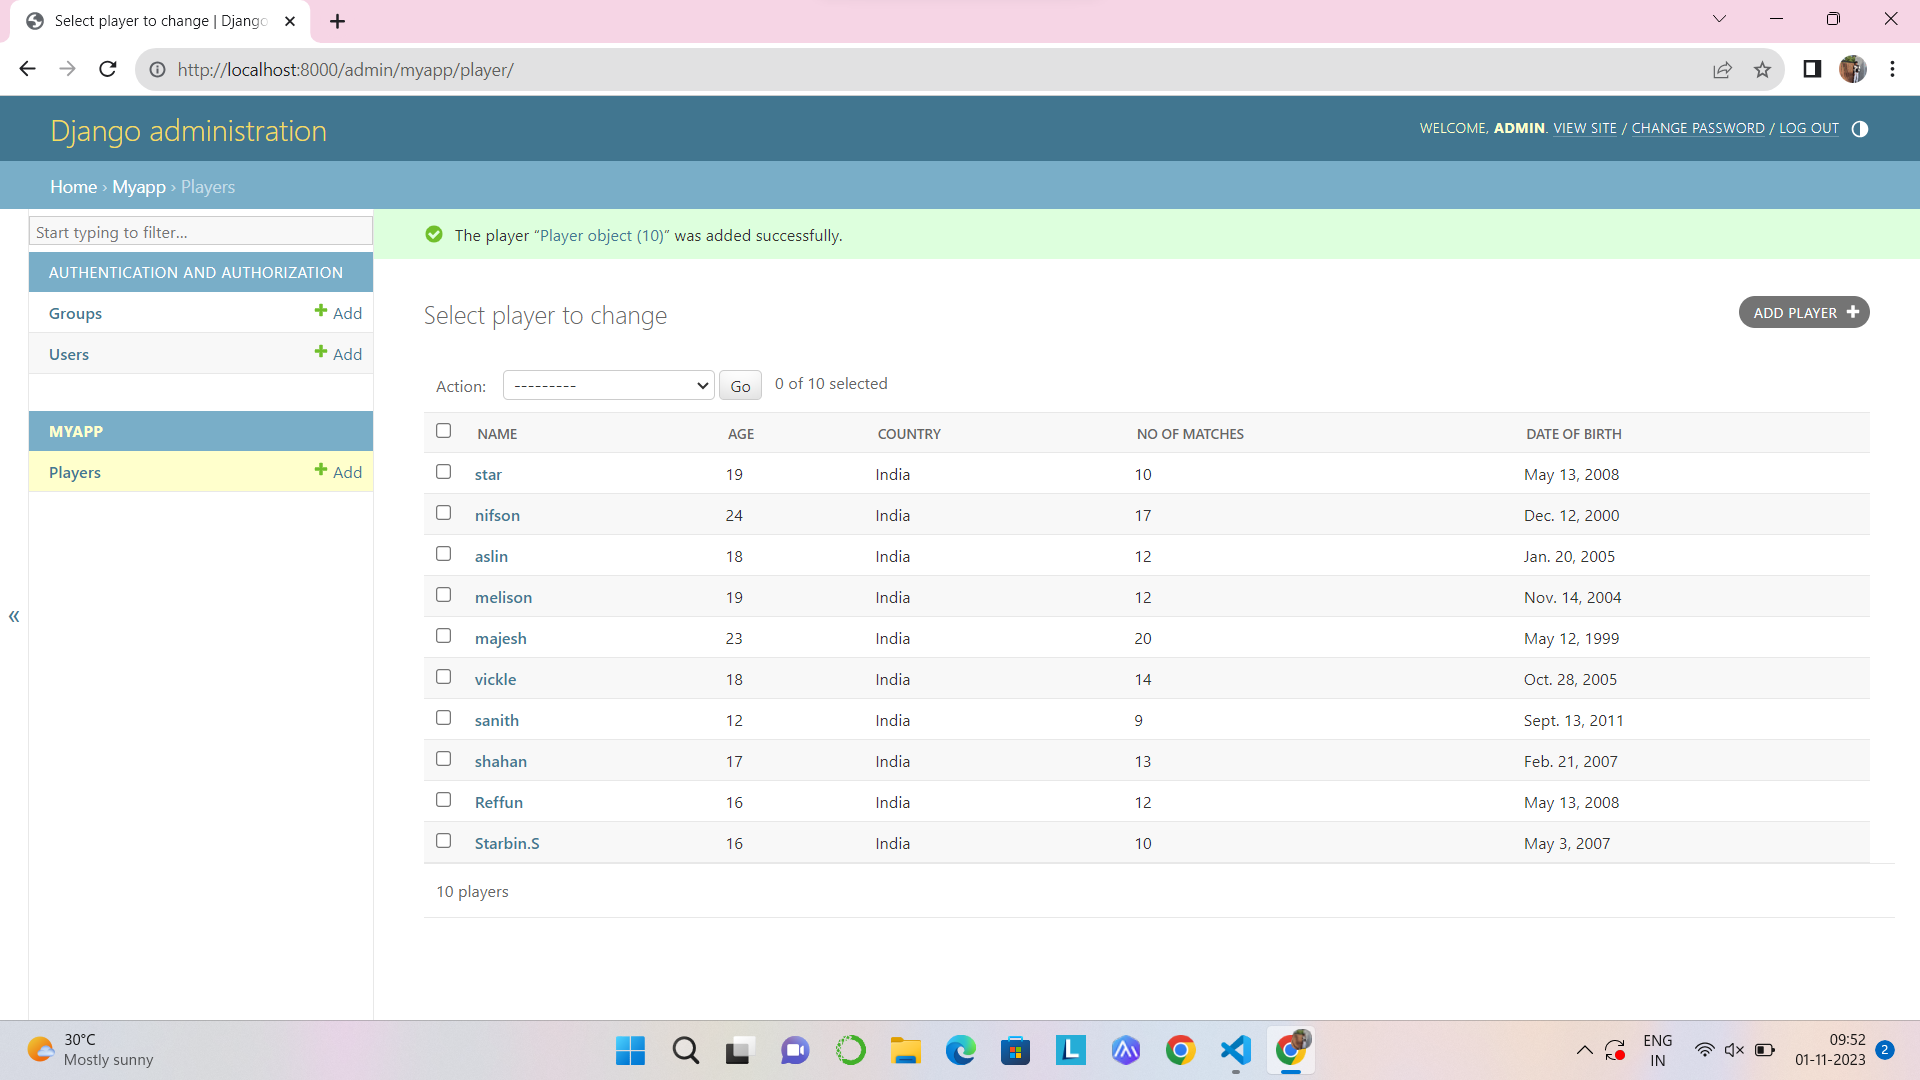 Select player to change | Django
http://localhost:8000/admin/myapp/player/
Django administration
WELCOME, ADMIN. VIEW SITE / CHANGE PASSWORD / LOG OUT
Home › Myapp › Players
Start typing to filter...
AUTHENTICATION AND AUTHORIZATION
Groups Add
Users Add
MYAPP
Players Add
«
The player “Player object (10)” was added successfully.
Select player to change
ADD PLAYER
Action: --------- Go 0 of 10 selected
NAME AGE COUNTRY NO OF MATCHES DATE OF BIRTH
star 19 India 10 May 13, 2008
nifson 24 India 17 Dec. 12, 2000
aslin 18 India 12 Jan. 20, 2005
melison 19 India 12 Nov. 14, 2004
majesh 23 India 20 May 12, 1999
vickle 18 India 14 Oct. 28, 2005
sanith 12 India 9 Sept. 13, 2011
shahan 17 India 13 Feb. 21, 2007
Reffun 16 India 12 May 13, 2008
Starbin.S 16 India 10 May 3, 2007
10 players
30°C
Mostly sunny
L
ENG
IN
09:52
01-11-2023
2